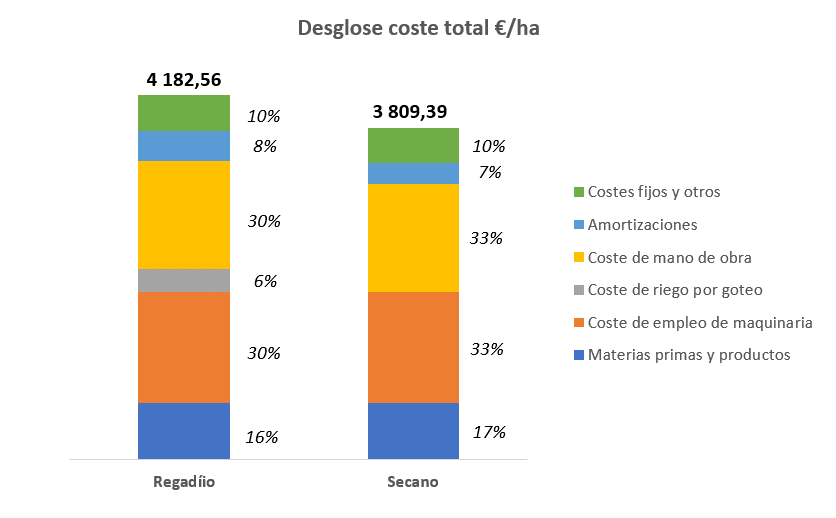 Desglose coste total €/ha
4 182,56
3 809,39
10%
8%
30%
6%
30%
16%
10%
7%
33%
33%
17%
Costes fijos y otros
Amortizaciones
Coste de mano de obra
Coste de riego por goteo
Coste de empleo de maquinaria
Materias primas y productos
Regadíio
Secano